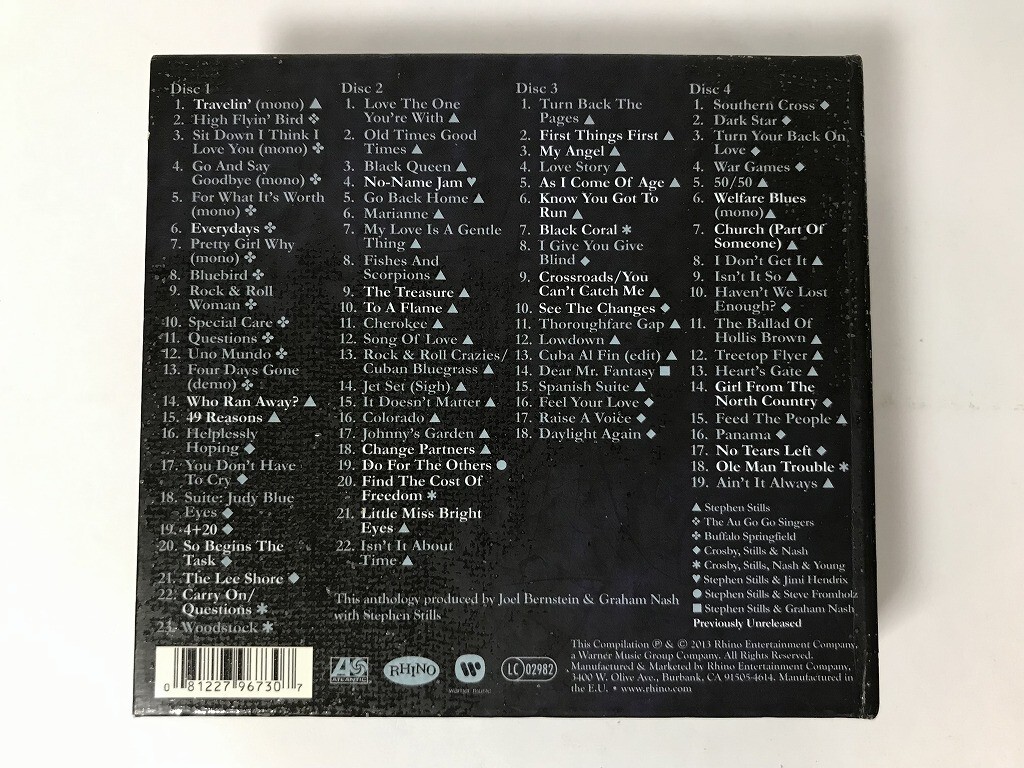 Disc 1
1. Travelin' (mono) ▲
2. High Flyin' Bird ❖
3. Sit Down I Think I
Love You (mono) ✤
4. Go And Say
Goodbye (mono) ✤
5. For What It's Worth
(mono) ✤
6. Everydays ✤
7. Pretty Girl Why
(mono) ✤
8. Bluebird ✤
9. Rock & Roll
Woman ✤
10. Special Care ✤
11. Questions ✤
12. Uno Mundo ✤
13. Four Days Gone
(demo) ✤
14. Who Ran Away? ▲
15. 49 Reasons ▲
16. Helplessly
Hoping ◆
17. You Don't Have
To Cry ◆
18. Suite: Judy Blue
Eyes ◆
19. 4+20 ◆
20. So Begins The
Task ◆
21. The Lee Shore ◆
22. Carry On/
Questions ✱
23. Woodstock ✱
Disc 2
1. Love The One
You're With ▲
2. Old Times Good
Times ▲
3. Black Queen ▲
4. No-Name Jam ♥
5. Go Back Home ▲
6. Marianne ▲
7. My Love Is A Gentle
Thing ▲
8. Fishes And
Scorpions ▲
9. The Treasure ▲
10. To A Flame ▲
11. Cherokee ▲
12. Song Of Love ▲
13. Rock & Roll Crazies/
Cuban Bluegrass ▲
14. Jet Set (Sigh) ▲
15. It Doesn't Matter ▲
16. Colorado ▲
17. Johnny's Garden ▲
18. Change Partners ▲
19. Do For The Others ●
20. Find The Cost Of
Freedom ✱
21. Little Miss Bright
Eyes ▲
22. Isn't It About
Time ▲
Disc 3
1. Turn Back The
Pages ▲
2. First Things First ▲
3. My Angel ▲
4. Love Story ▲
5. As I Come Of Age ▲
6. Know You Got To
Run ▲
7. Black Coral ✱
8. I Give You Give
Blind ◆
9. Crossroads/You
Can't Catch Me ▲
10. See The Changes ◆
11. Thoroughfare Gap ▲
12. Lowdown ▲
13. Cuba Al Fin (edit) ▲
14. Dear Mr. Fantasy ■
15. Spanish Suite ▲
16. Feel Your Love ◆
17. Raise A Voice ◆
18. Daylight Again ◆
Disc 4
1. Southern Cross ◆
2. Dark Star ◆
3. Turn Your Back On
Love ◆
4. War Games ◆
5. 50/50 ▲
6. Welfare Blues
(mono) ▲
7. Church (Part Of
Someone) ▲
8. I Don't Get It ▲
9. Isn't It So ▲
10. Haven't We Lost
Enough? ◆
11. The Ballad Of
Hollis Brown ▲
12. Treetop Flyer ▲
13. Heart's Gate ▲
14. Girl From The
North Country ◆
15. Feed The People ▲
16. Panama ◆
17. No Tears Left ◆
18. Ole Man Trouble ✱
19. Ain't It Always ▲
▲ Stephen Stills
❖ The Au Go Go Singers
✤ Buffalo Springfield
◆ Crosby, Stills & Nash
✱ Crosby, Stills, Nash & Young
♥ Stephen Stills & Jimi Hendrix
● Stephen Stills & Steve Fromholz
■ Stephen Stills & Graham Nash
Previously Unreleased
This anthology produced by Joel Bernstein & Graham Nash
with Stephen Stills
This Compilation ℗ & © 2013 Rhino Entertainment Company,
a Warner Music Group Company. All Rights Reserved.
Manufactured & Marketed by Rhino Entertainment Company,
3400 W. Olive Ave., Burbank, CA 91505-4614. Manufactured in
the E.U. • www.rhino.com
0 81227 96730 7
ATLANTIC
RHINO
warner music
LC 02982